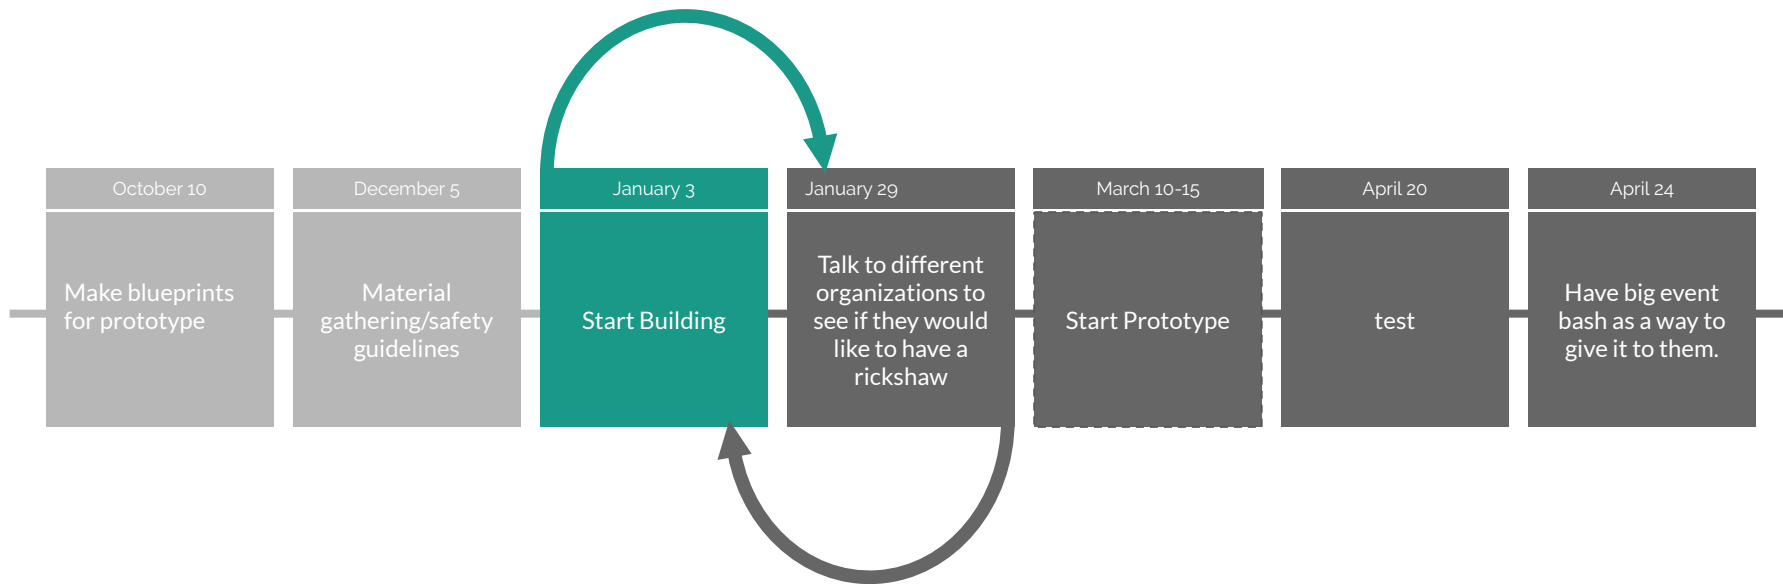 October 10
Make blueprints
for prototype
December 5
Material
gathering/safety
guidelines
January 3
Start Building
January 29
Talk to different
organizations to
see if they would
like to have a
rickshaw
March 10-15
Start Prototype
April 20
test
April 24
Have big event
bash as a way to
give it to them.